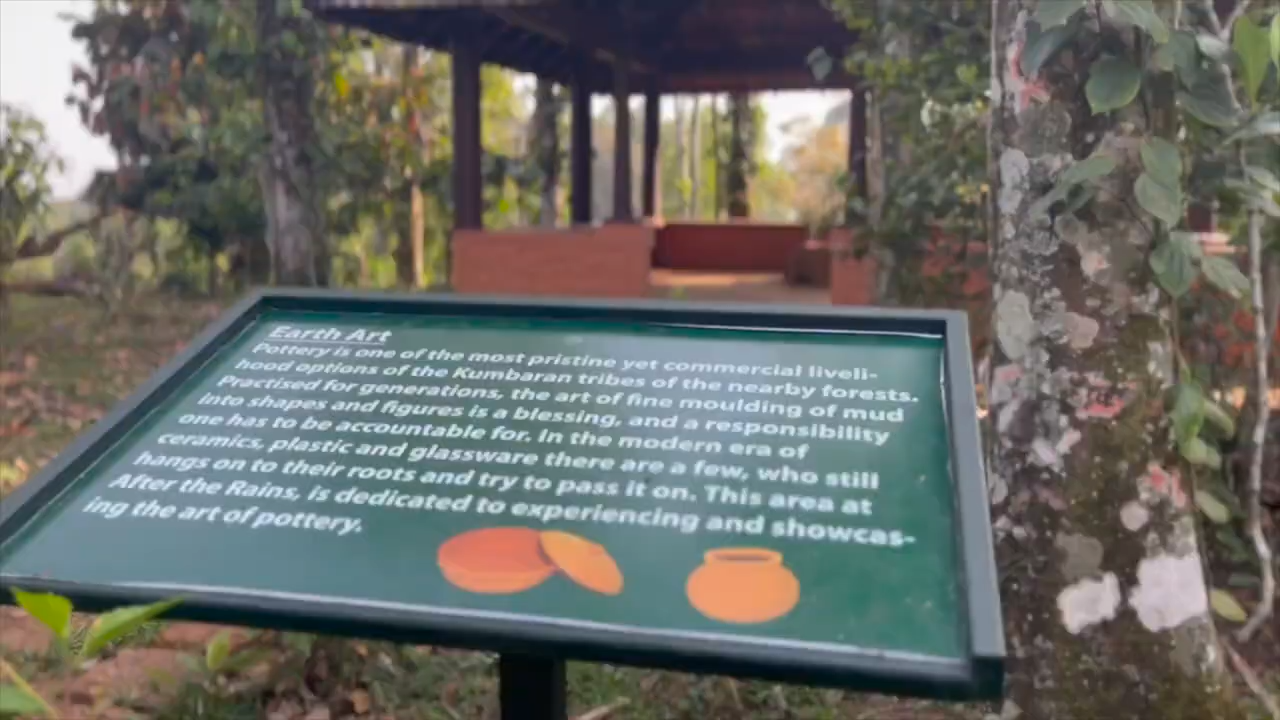 Earth Art
Pottery is one of the most pristine yet commercial liveli-
hood options of the Kumbaran tribes of the nearby forests.
Practised for generations, the art of fine moulding of mud
into shapes and figures is a blessing, and a responsibility
one has to be accountable for. In the modern era of
ceramics, plastic and glassware there are a few, who still
hangs on to their roots and try to pass it on. This area at
After the Rains, is dedicated to experiencing and showcas-
ing the art of pottery.